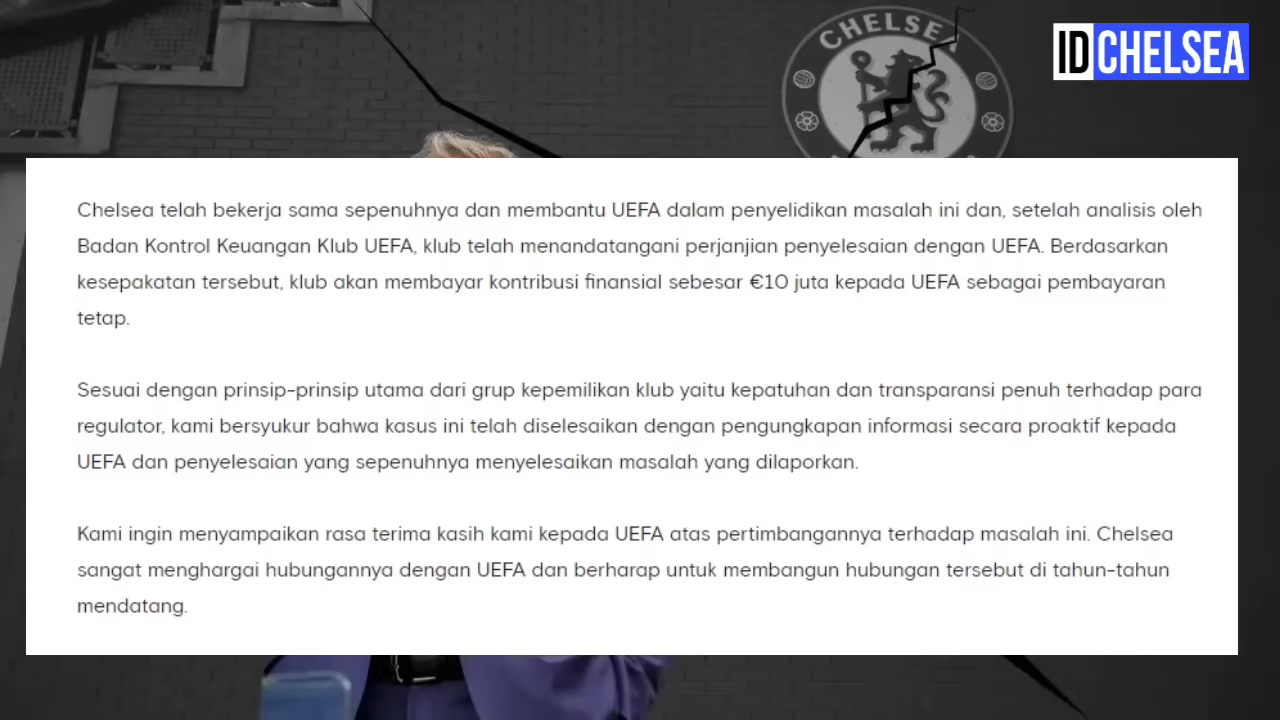 CHELSEA
ID CHELSEA
Chelsea telah bekerja sama sepenuhnya dan membantu UEFA dalam penyelidikan masalah ini dan, setelah analisis oleh
Badan Kontrol Keuangan Klub UEFA, klub telah menandatangani perjanjian penyelesaian dengan UEFA. Berdasarkan
kesepakatan tersebut, klub akan membayar kontribusi finansial sebesar €10 juta kepada UEFA sebagai pembayaran
tetap.
Sesuai dengan prinsip-prinsip utama dari grup kepemilikan klub yaitu kepatuhan dan transparansi penuh terhadap para
regulator, kami bersyukur bahwa kasus ini telah diselesaikan dengan pengungkapan informasi secara proaktif kepada
UEFA dan penyelesaian yang sepenuhnya menyelesaikan masalah yang dilaporkan.
Kami ingin menyampaikan rasa terima kasih kami kepada UEFA atas pertimbangannya terhadap masalah ini. Chelsea
sangat menghargai hubungannya dengan UEFA dan berharap untuk membangun hubungan tersebut di tahun-tahun
mendatang.